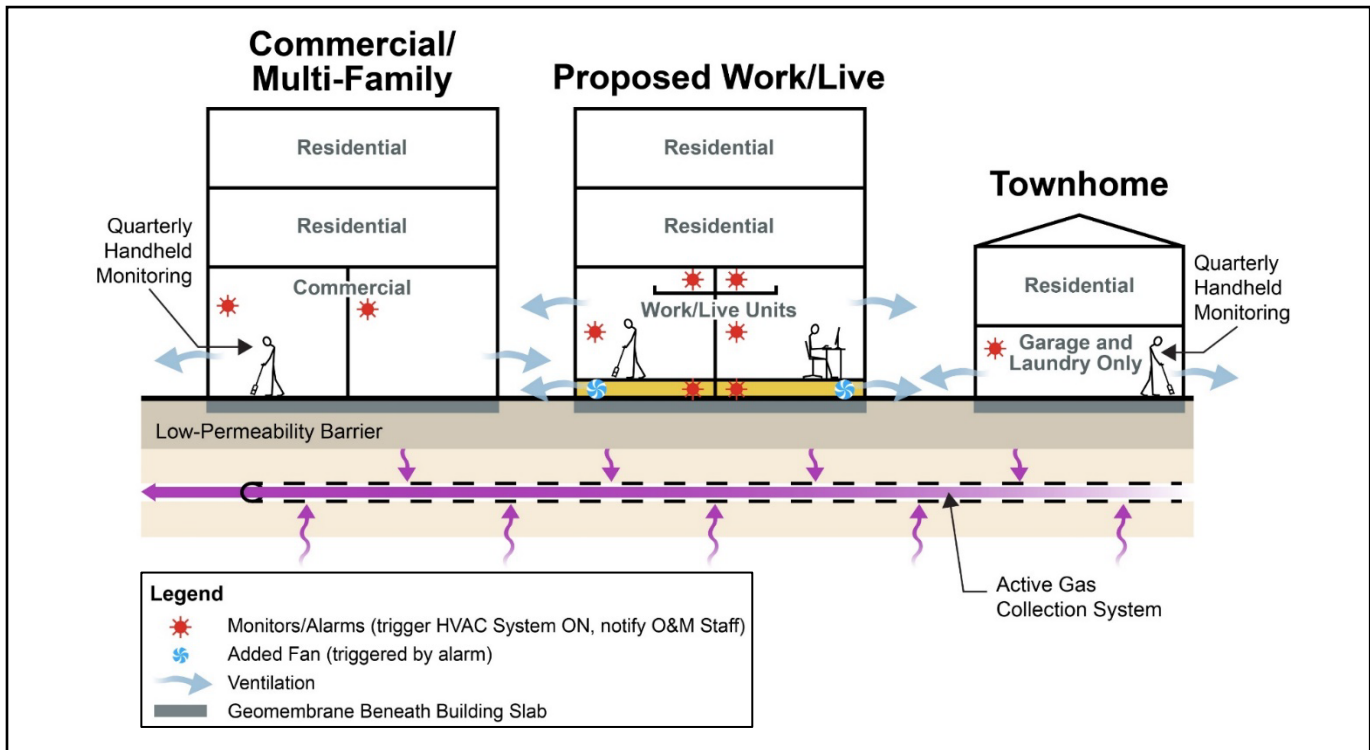 Commercial/
Multi-Family
Proposed Work/Live
Townhome
Residential
Residential
Residential
Residential
Residential
Quarterly
Handheld
Monitoring
Commercial
Work/Live Units
Garage and
Laundry Only
Quarterly
Handheld
Monitoring
Low-Permeability Barrier
Active Gas
Collection System
Legend
Monitors/Alarms (trigger HVAC System ON, notify O&M Staff)
Added Fan (triggered by alarm)
Ventilation
Geomembrane Beneath Building Slab